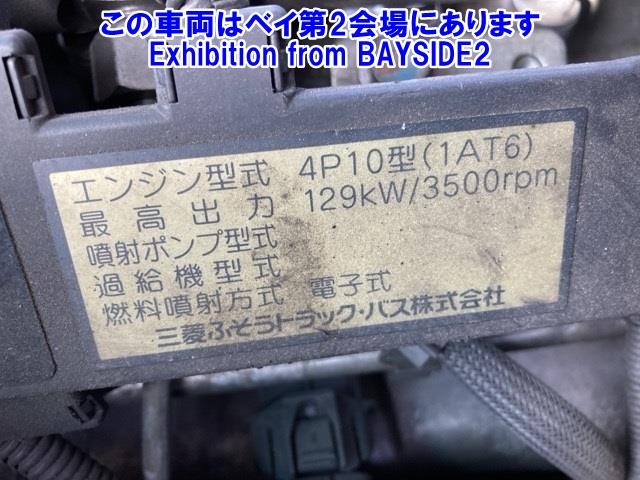 この車両はベイ第2会場にあります
Exhibition from BAYSIDE2
エンジン型式 4P10型(1AT6)
最高出力 129kW/3500rpm
噴射ポンプ型式
過給機型式
燃料噴射方式 電子式
三菱ふそうトラック・バス株式会社